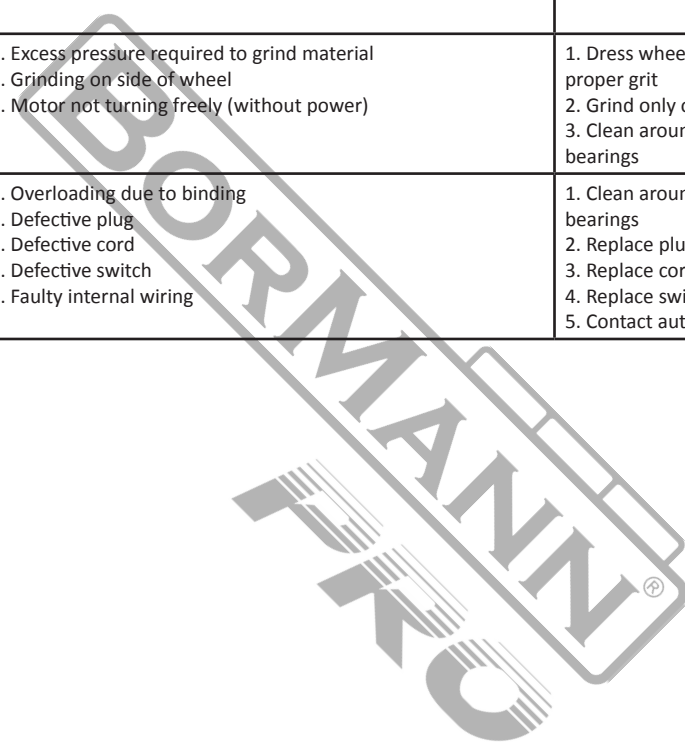 . Excess pressure required to grind material
. Grinding on side of wheel
. Motor not turning freely (without power)
1. Dress whee
proper grit
2. Grind only
3. Clean aroun
bearings
. Overloading due to binding
. Defective plug
. Defective cord
. Defective switch
. Faulty internal wiring
1. Clean aroun
bearings
2. Replace plu
3. Replace cor
4. Replace swi
5. Contact aut
BORMANN®
PRO